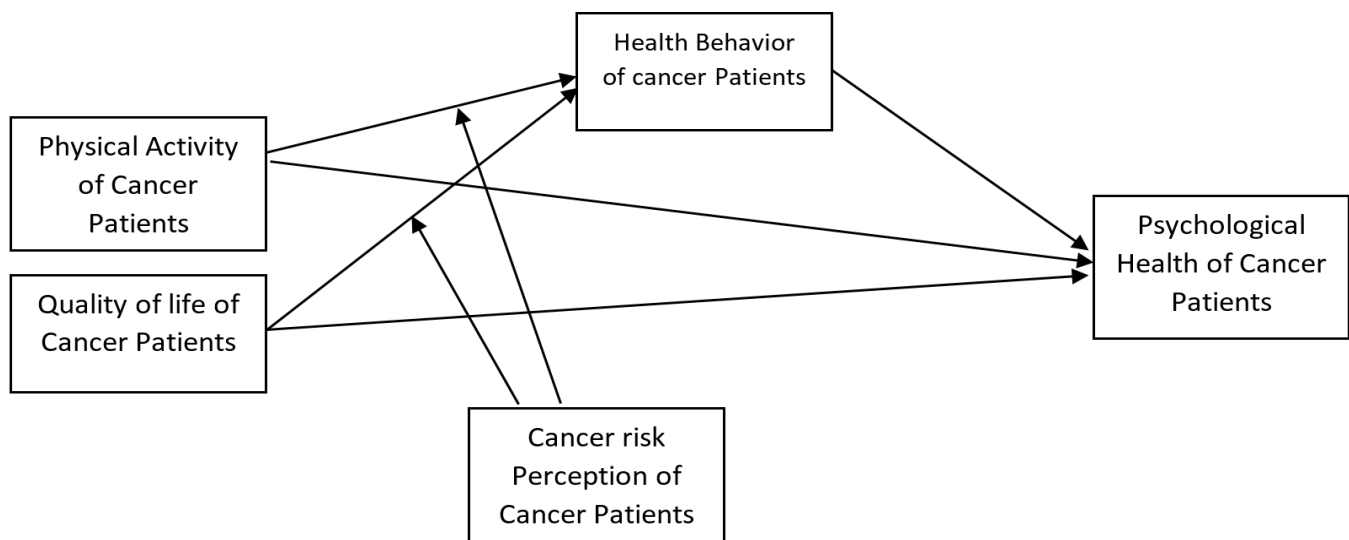 Health Behavior
of cancer Patients
Physical Activity
of Cancer
Patients
Psychological
Health of Cancer
Patients
Quality of life of
Cancer Patients
Cancer risk
Perception of
Cancer Patients